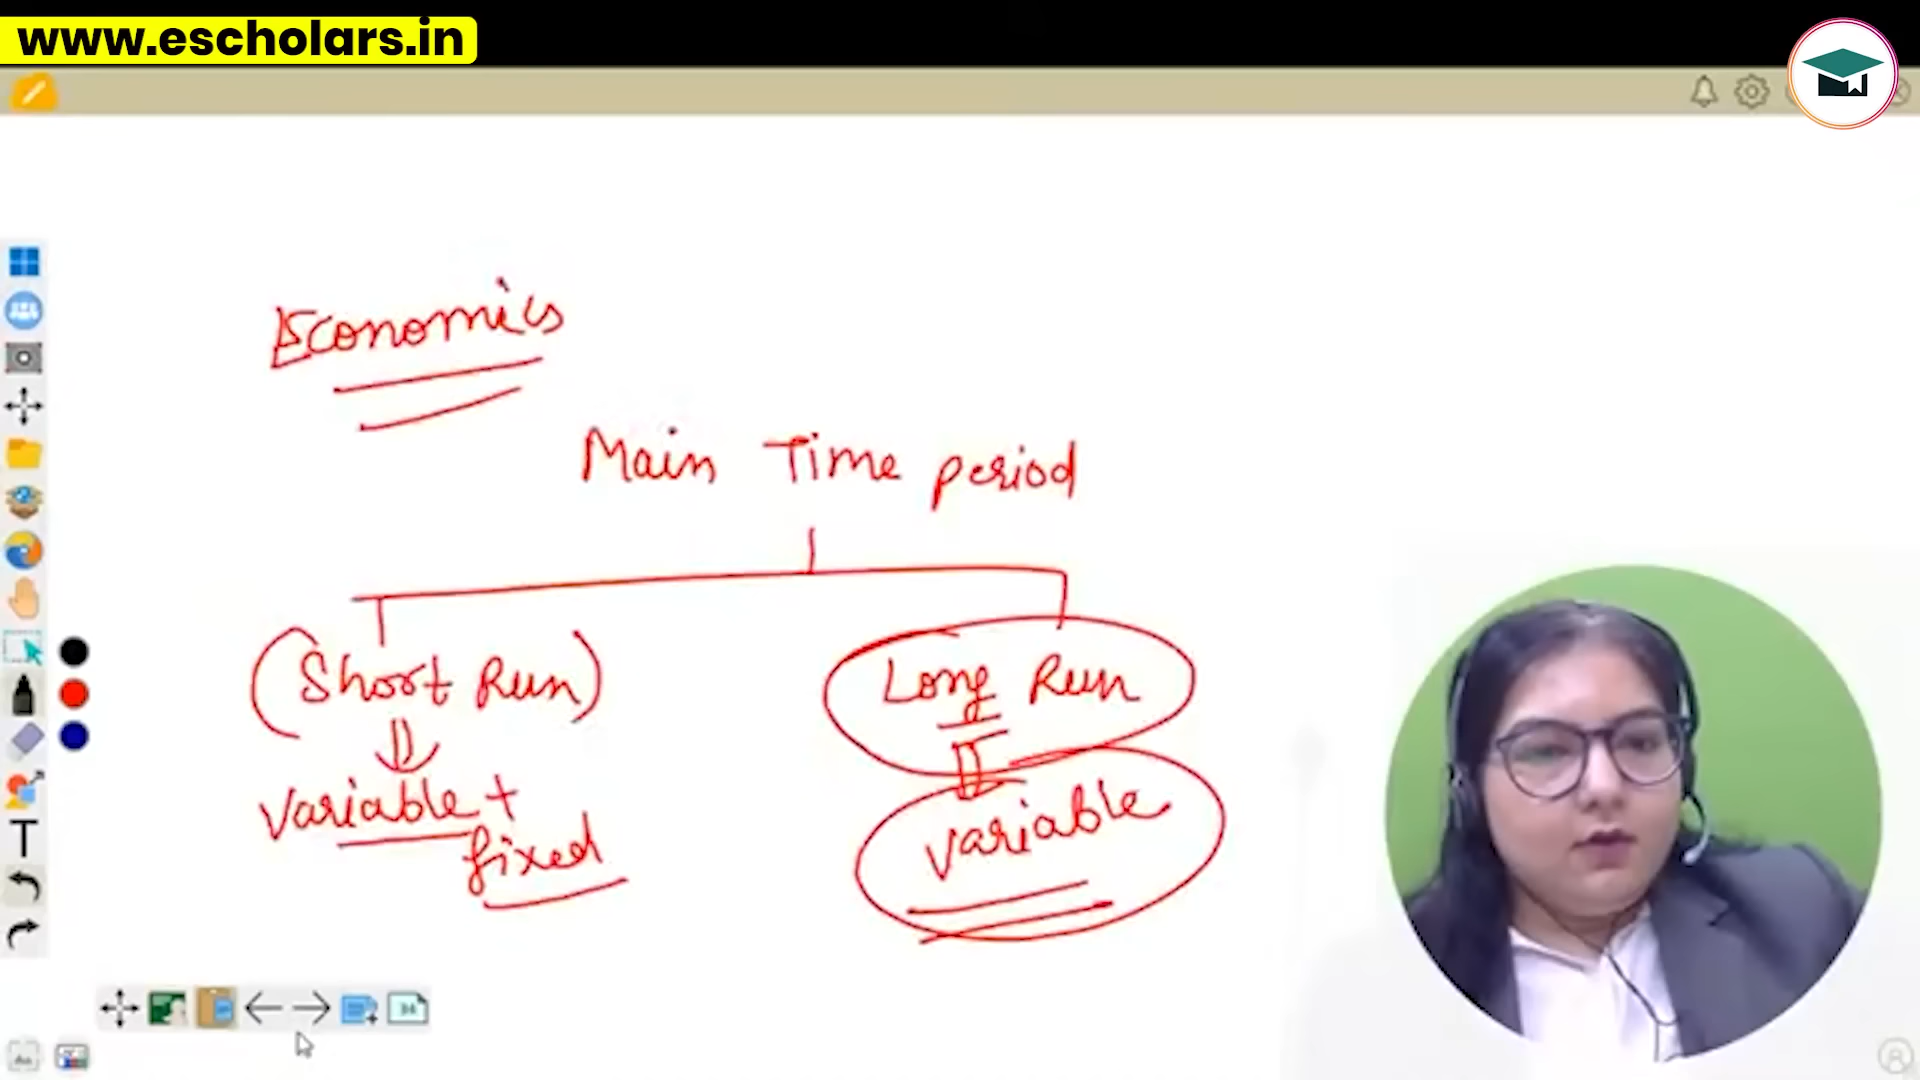 www.escholars.in
Economics
Main Time period
(Short Run)
Long Run
Variable +
fixed
variable
T